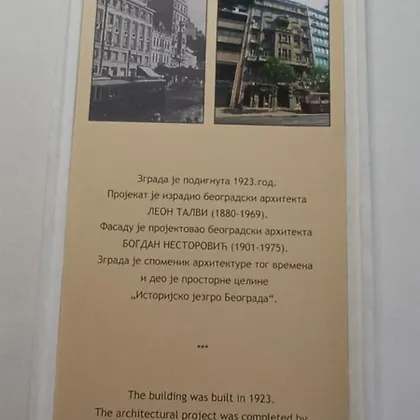 Зграда је подигнута 1923.год.
Пројекат је израдио београдски архитекта
ЛЕОН ТАЛВИ (1880-1969).
Фасаду је пројектовао београдски архитекта
БОГДАН НЕСТОРОВИЋ (1901-1975).
Зграда је споменик архитектуре тог времена
и део је просторне целине
„Историјско језгро Београда“.
***
The building was built in 1923.
The architectural project was completed by